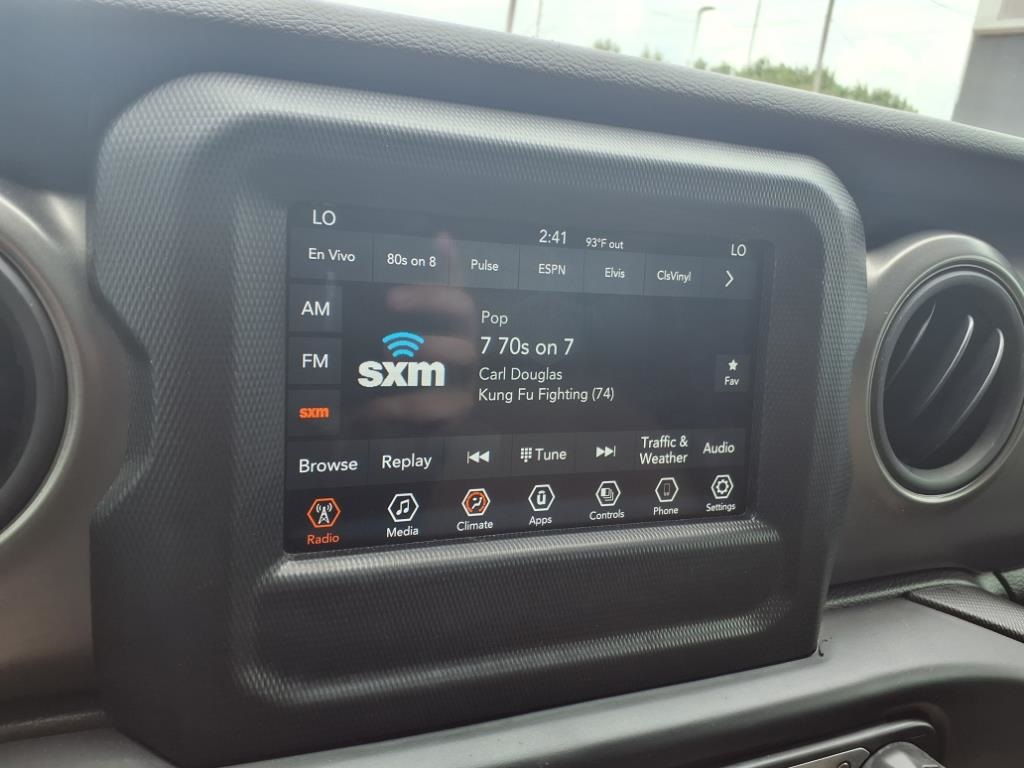 LO
2:41 93°F out
LO
En Vivo
80s on 8
Pulse
ESPN
Elvis
ClsVinyl
AM
FM
sxm
sxm
Pop
7 70s on 7
Carl Douglas
Kung Fu Fighting (74)
Fav
Browse
Replay
Tune
Traffic &
Weather
Audio
Radio
Media
Climate
Apps
Controls
Phone
Settings